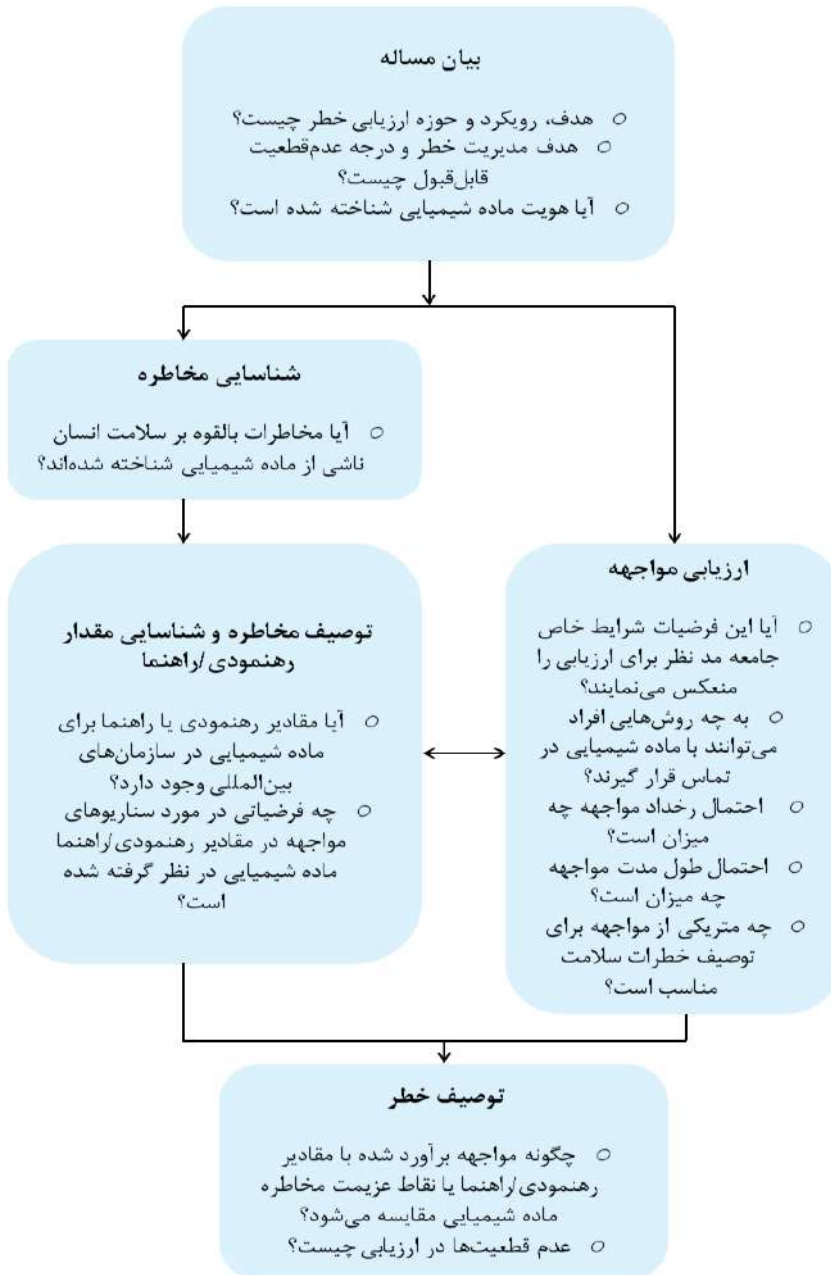 بیان مساله
○ هدف، رویکرد و حوزه ارزیابی خطر چیست؟
○ هدف مدیریت خطر و درجه عدم‌قطعیت
قابل‌قبول چیست؟
○ آیا هویت ماده شیمیایی شناخته شده است؟
شناسایی مخاطره
○ آیا مخاطرات بالقوه بر سلامت انسان
ناشی از ماده شیمیایی شناخته شده‌اند؟
توصیف مخاطره و شناسایی مقدار
رهنمودی/راهنما
○ آیا مقادیر رهنمودی یا راهنما برای
ماده شیمیایی در سازمان‌های
بین‌المللی وجود دارد؟
○ چه فرضیاتی در مورد سناریوهای
مواجهه در مقادیر رهنمودی/راهنما
ماده شیمیایی در نظر گرفته شده
است؟
ارزیابی مواجهه
○ آیا این فرضیات شرایط خاص
جامعه مد نظر برای ارزیابی را
منعکس می‌نمایند؟
○ به چه روش‌هایی افراد
می‌توانند با ماده شیمیایی در
تماس قرار گیرند؟
○ احتمال رخداد مواجهه چه
میزان است؟
○ احتمال طول مدت مواجهه
چه میزان است؟
○ چه متریکی از مواجهه برای
توصیف خطرات سلامت
مناسب است؟
توصیف خطر
○ چگونه مواجهه برآورد شده با مقادیر
رهنمودی/راهنما یا نقاط عزیمت مخاطره
ماده شیمیایی مقایسه می‌شود؟
○ عدم قطعیت‌ها در ارزیابی چیست؟